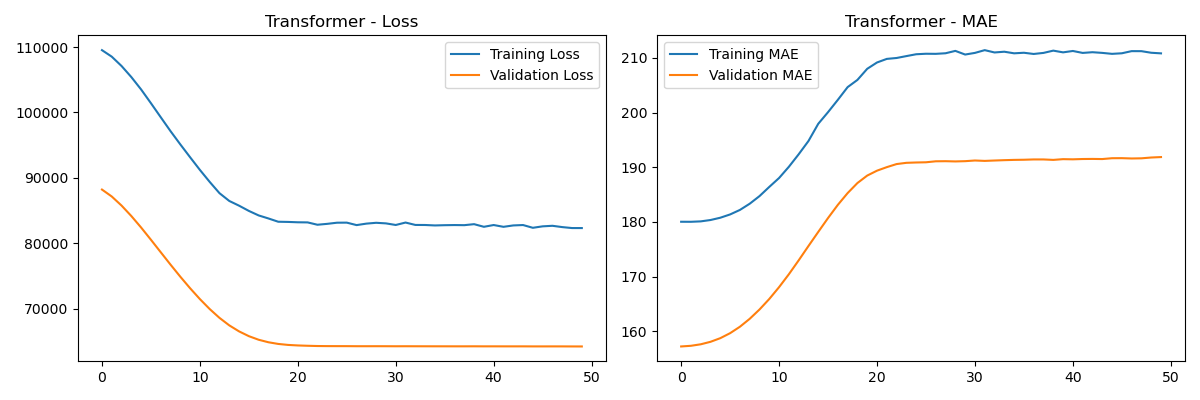 Transformer - Loss
Training Loss
Validation Loss
110000
100000
90000
80000
70000
0 10 20 30 40 50
Transformer - MAE
Training MAE
Validation MAE
210
200
190
180
170
160
0 10 20 30 40 50